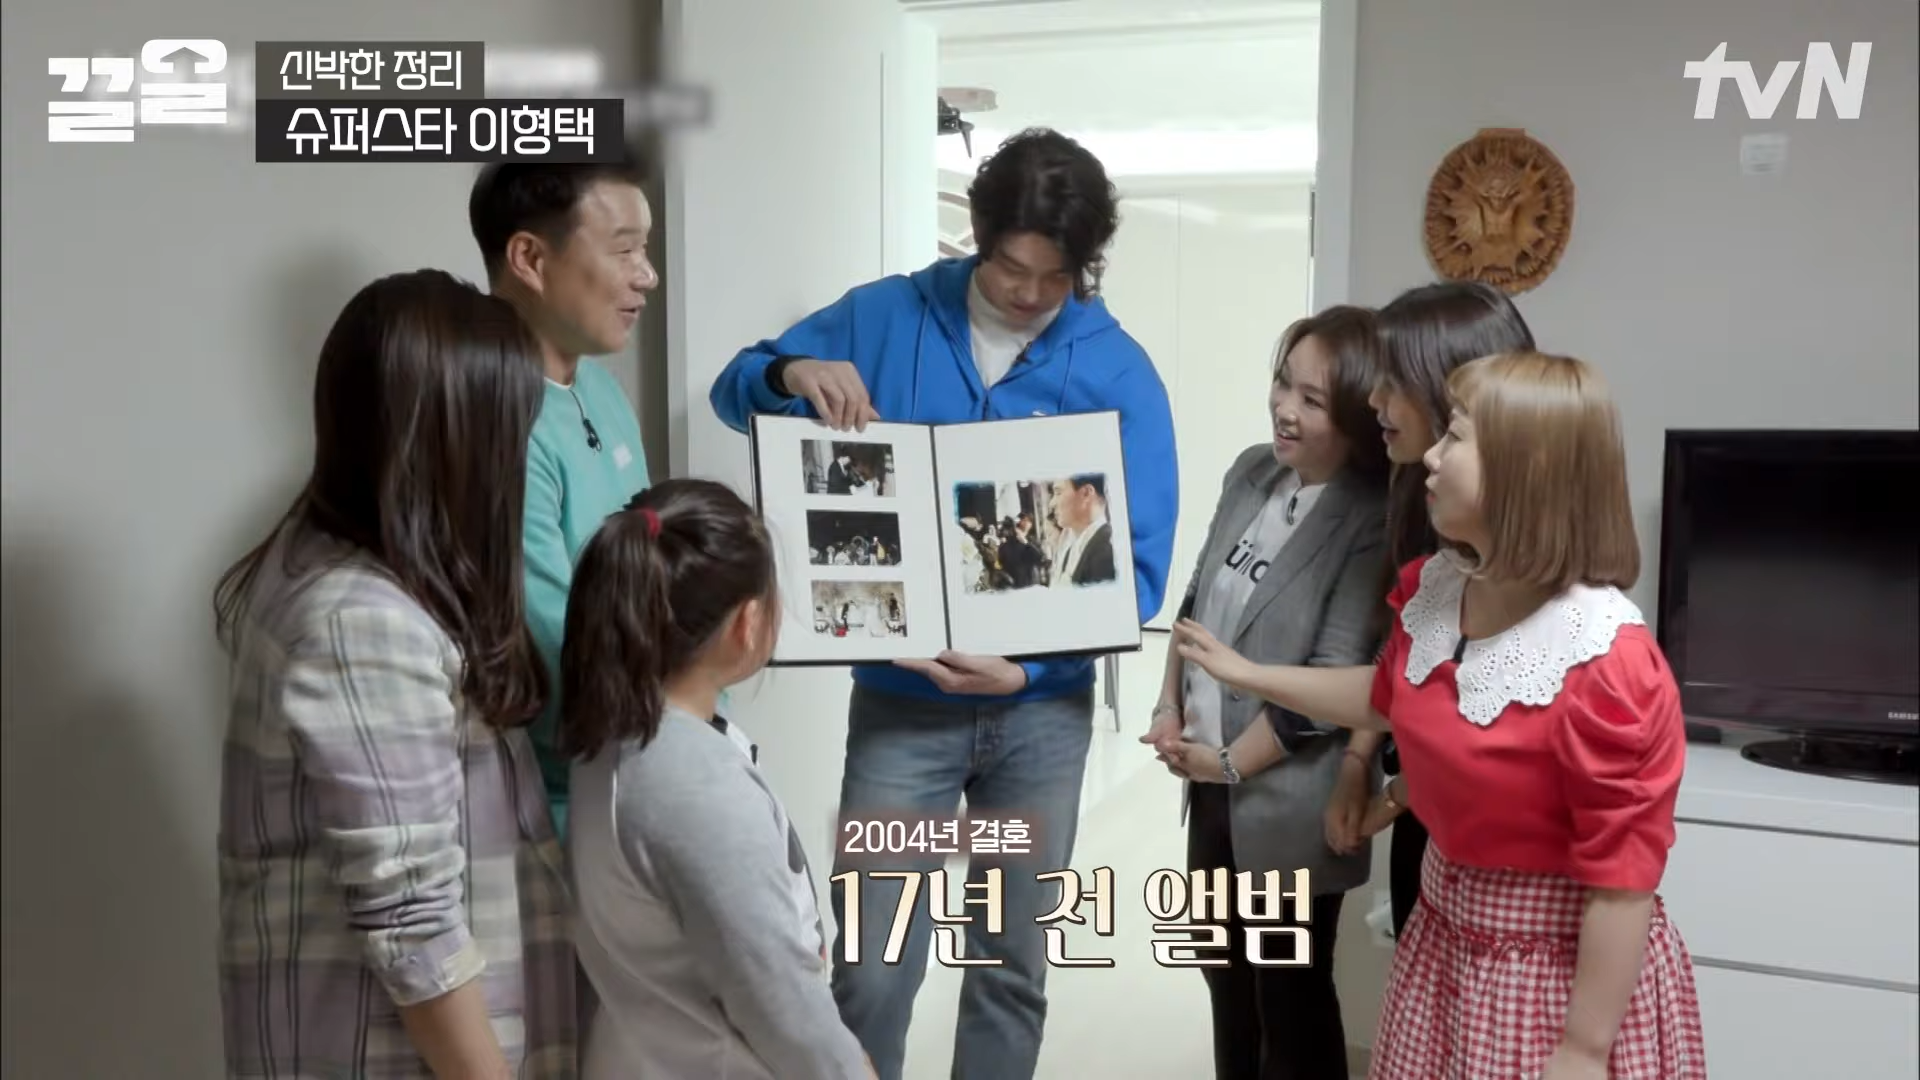 끌올
신박한 정리
슈퍼스타 이형택
tvN
SAMSUNG
2004년 결혼
17년 전 앨범